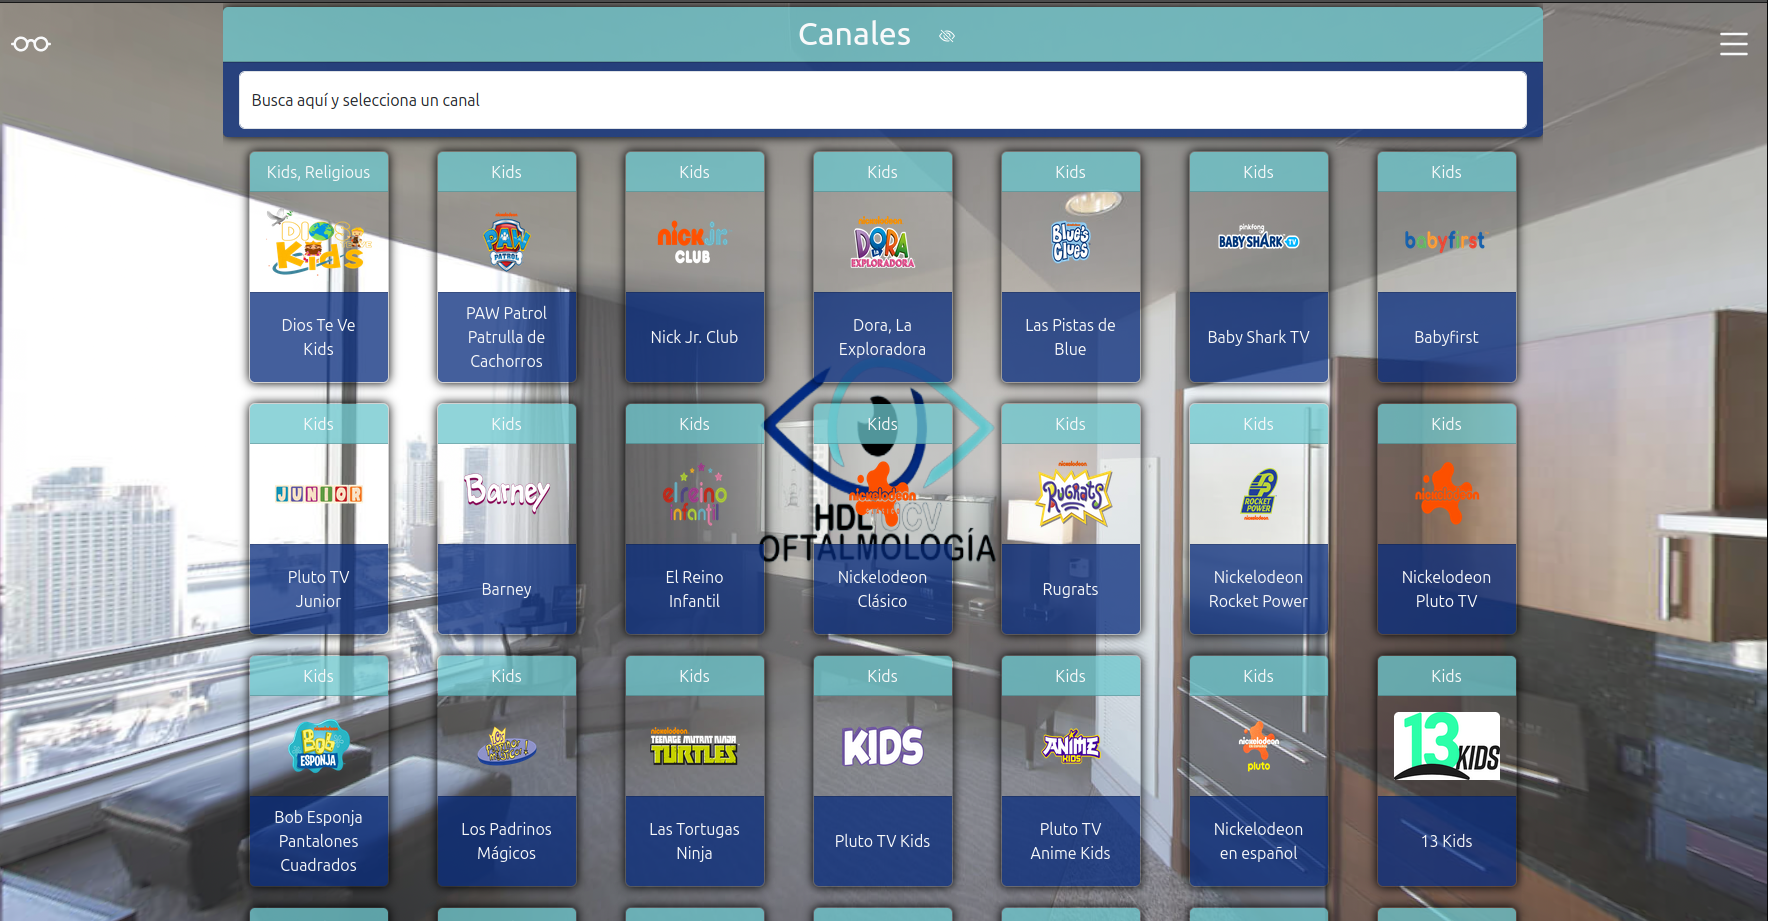 Canales
Busca aquí y selecciona un canal
Kids, Religious
Kids
Kids
Kids
Kids
Kids
Kids
DIOS
Kids
PAW
PATROL
nick jr.
CLUB
DORA
LA
EXPLORADORA
Blue's
Clues
pinkfong
BABY SHARK TV
babyfirst
Dios Te Ve
Kids
PAW Patrol
Patrulla de
Cachorros
Nick Jr. Club
Dora, La
Exploradora
Las Pistas de
Blue
Baby Shark TV
Babyfirst
Kids
Kids
Kids
Kids
Kids
Kids
Kids
JUNIOR
Barney
el reino
infantil
nickelodeon
nickelodeon
Rugrats
ROCKET
POWER
nickelodeon
nickelodeon
HDL UCV
OFTALMOLOGÍA
Pluto TV
Junior
Barney
El Reino
Infantil
Nickelodeon
Clásico
Rugrats
Nickelodeon
Rocket Power
Nickelodeon
Pluto TV
Kids
Kids
Kids
Kids
Kids
Kids
Kids
Bob
ESPONJA
nickelodeon
TEENAGE MUTANT NINJA
TURTLES
KIDS
ANIME
KIDS
nickelodeon
pluto
13
KIDS
Bob Esponja
Pantalones
Cuadrados
Los Padrinos
Mágicos
Las Tortugas
Ninja
Pluto TV Kids
Pluto TV
Anime Kids
Nickelodeon
en español
13 Kids